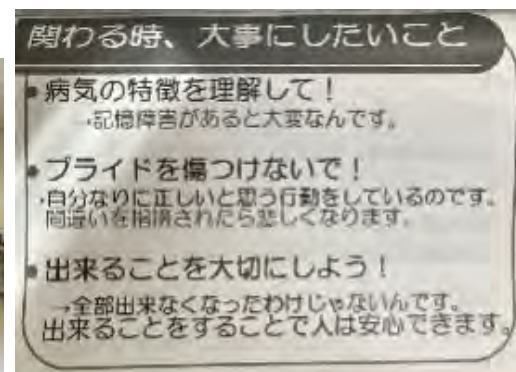 関わる時、大事にしたいこと
・病気の特徴を理解して！
→記憶障害があると大変なんです。
・プライドを傷つけないで！
・自分なりに正しいと思う行動をしているのです。
間違いを指摘されたら悲しくなります。
・出来ることを大切にしよう！
→全部出来なくなったわけじゃないんです。
出来ることをすることで人は安心できます。